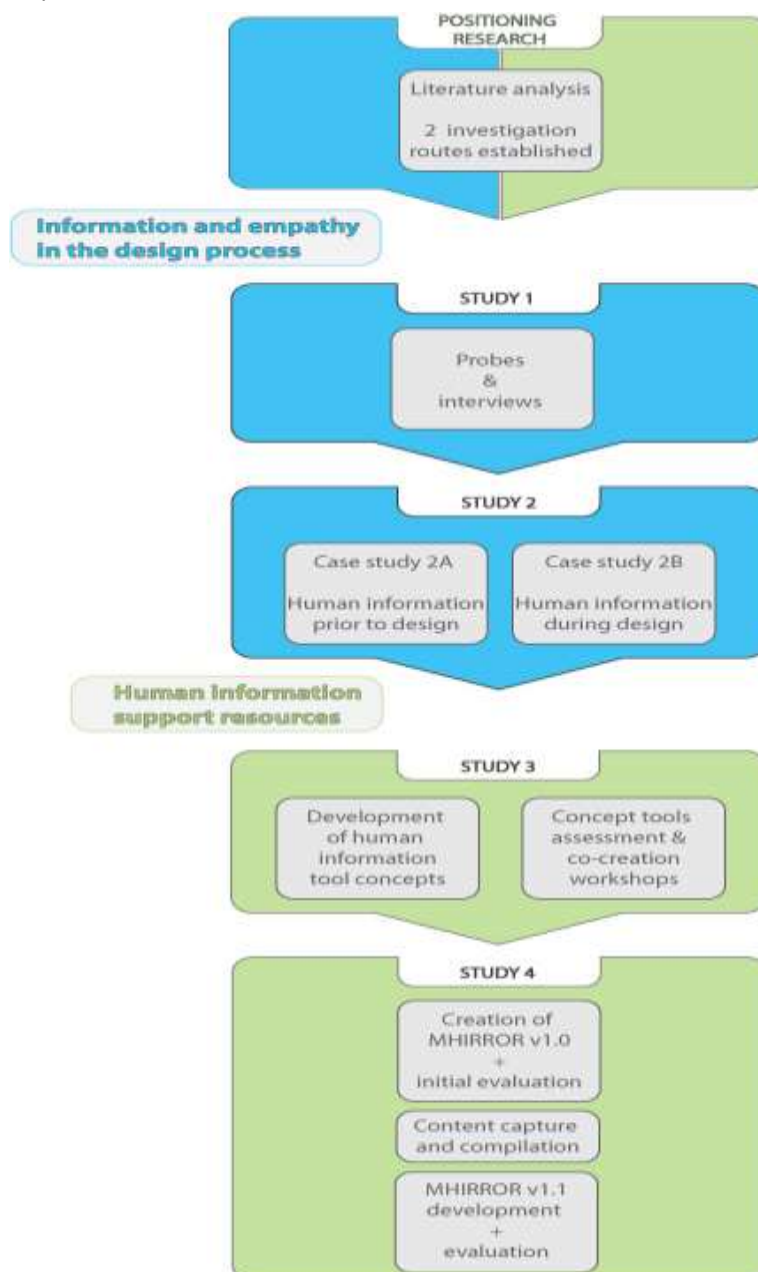 POSITIONING
RESEARCH
Literature analysis
2 investigation
routes established
Information and empathy
in the design process
STUDY 1
Probes
&
interviews
STUDY 2
Case study 2A
Human information
prior to design
Case study 2B
Human information
during design
Human information
support resources
STUDY 3
Development
of human
information
tool concepts
Concept tools
assessment &
co-creation
workshops
STUDY 4
Creation of
MHIRROR v1.0
+
initial evaluation
Content capture
and compilation
MHIRROR v1.1
development
+
evaluation